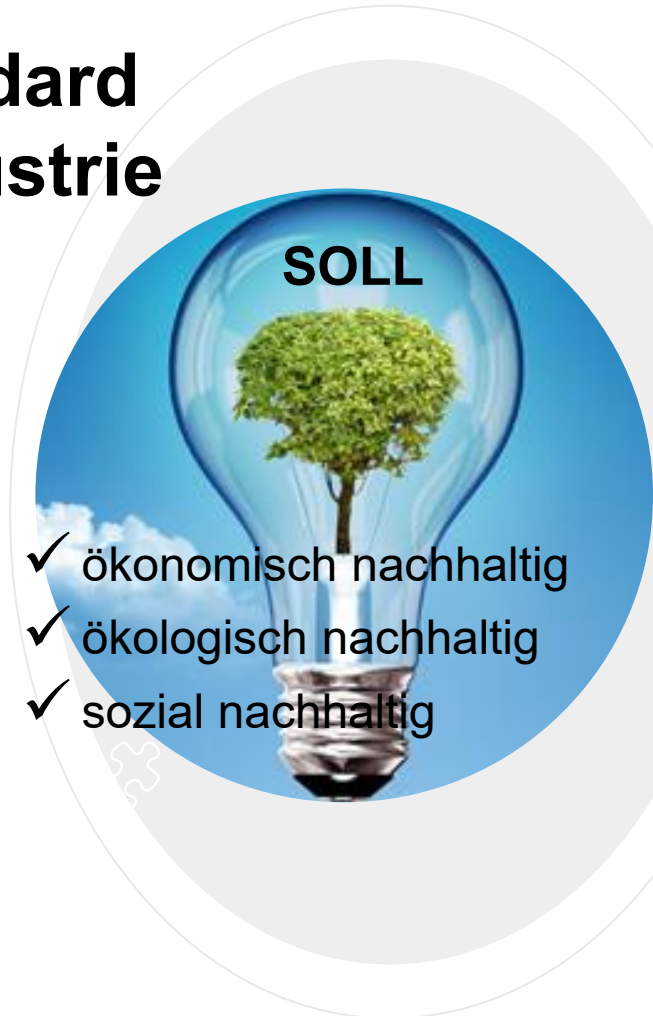 dard
ustrie
SOLL
✓ ökonomisch nachhaltig
✓ ökologisch nachhaltig
✓ sozial nachhaltig